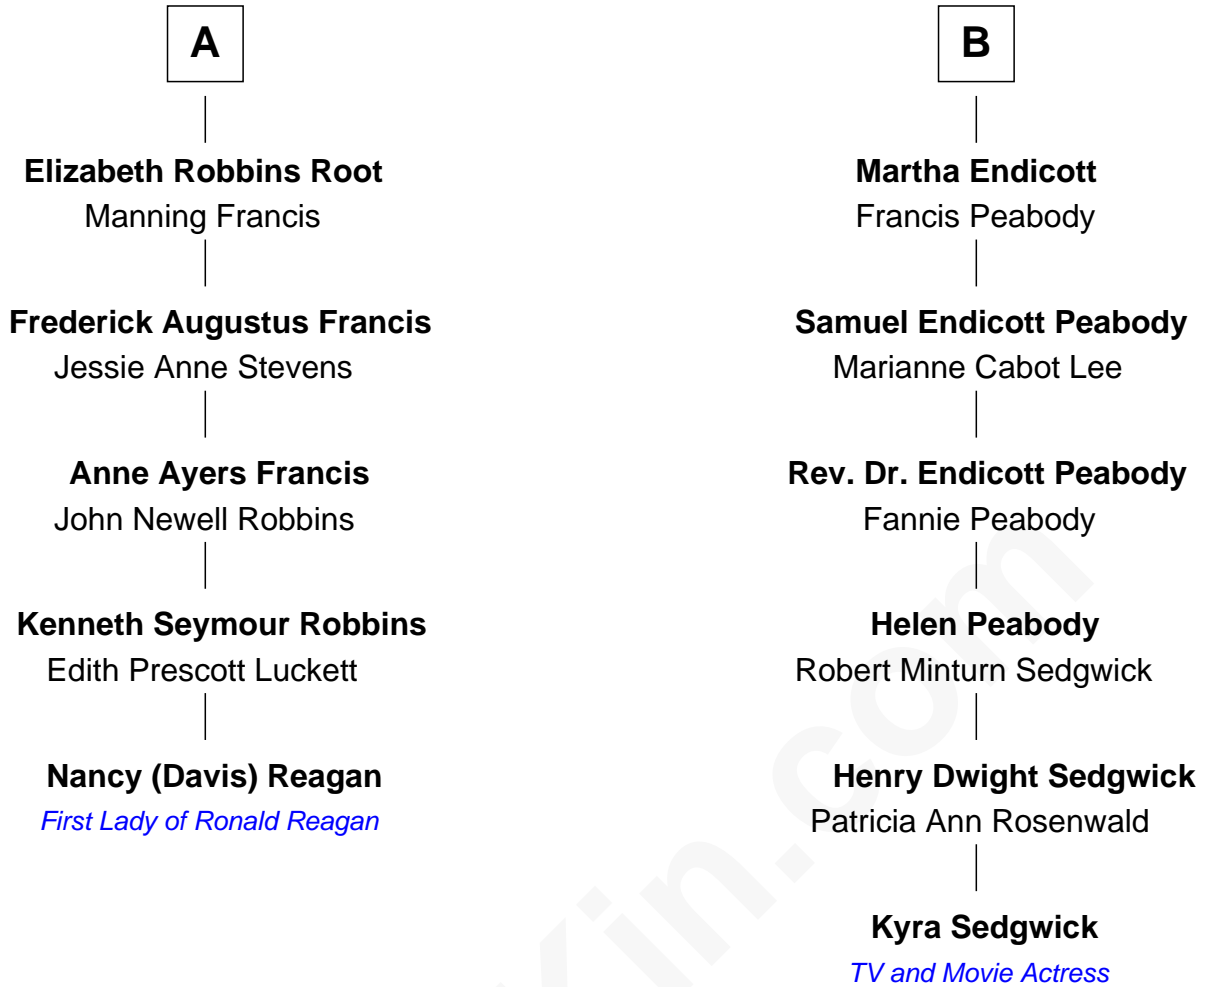 A
Elizabeth Robbins Root
Manning Francis
Frederick Augustus Francis
Jessie Anne Stevens
Anne Ayers Francis
John Newell Robbins
Kenneth Seymour Robbins
Edith Prescott Luckett
Nancy (Davis) Reagan
First Lady of Ronald Reagan
B
Martha Endicott
Francis Peabody
Samuel Endicott Peabody
Marianne Cabot Lee
Rev. Dr. Endicott Peabody
Fannie Peabody
Helen Peabody
Robert Minturn Sedgwick
Henry Dwight Sedgwick
Patricia Ann Rosenwald
Kyra Sedgwick
TV and Movie Actress
in.com